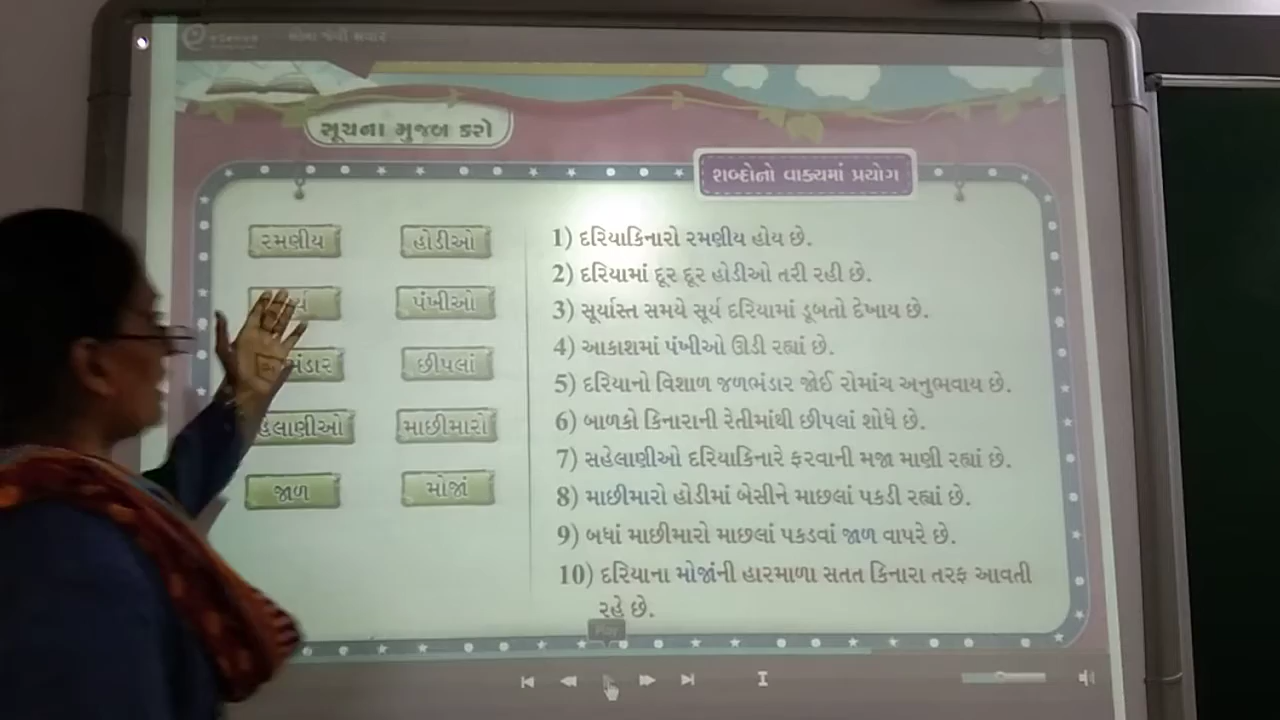 સૂચના મુજબ કરો
શબ્દોનો વાક્યમાં પ્રયોગ
રમણીય
હોડીઓ
પંખીઓ
છીપલાં
માછીમારો
જાળ
મોજાં
1) દરિયાકિનારો રમણીય હોય છે.
2) દરિયામાં દૂર દૂર હોડીઓ તરી રહી છે.
3) સૂર્યાસ્ત સમયે સૂર્ય દરિયામાં ડૂબતો દેખાય છે.
4) આકાશમાં પંખીઓ ઊડી રહ્યાં છે.
5) દરિયાનો વિશાળ જળભંડાર જોઈ રોમાંચ અનુભવાય છે.
6) બાળકો કિનારાની રેતીમાંથી છીપલાં શોધે છે.
7) સહેલાણીઓ દરિયાકિનારે ફરવાની મજા માણી રહ્યાં છે.
8) માછીમારો હોડીમાં બેસીને માછલાં પકડી રહ્યાં છે.
9) બધાં માછીમારો માછલાં પકડવાં જાળ વાપરે છે.
10) દરિયાના મોજાંની હારમાળા સતત કિનારા તરફ આવતી
રહે છે.